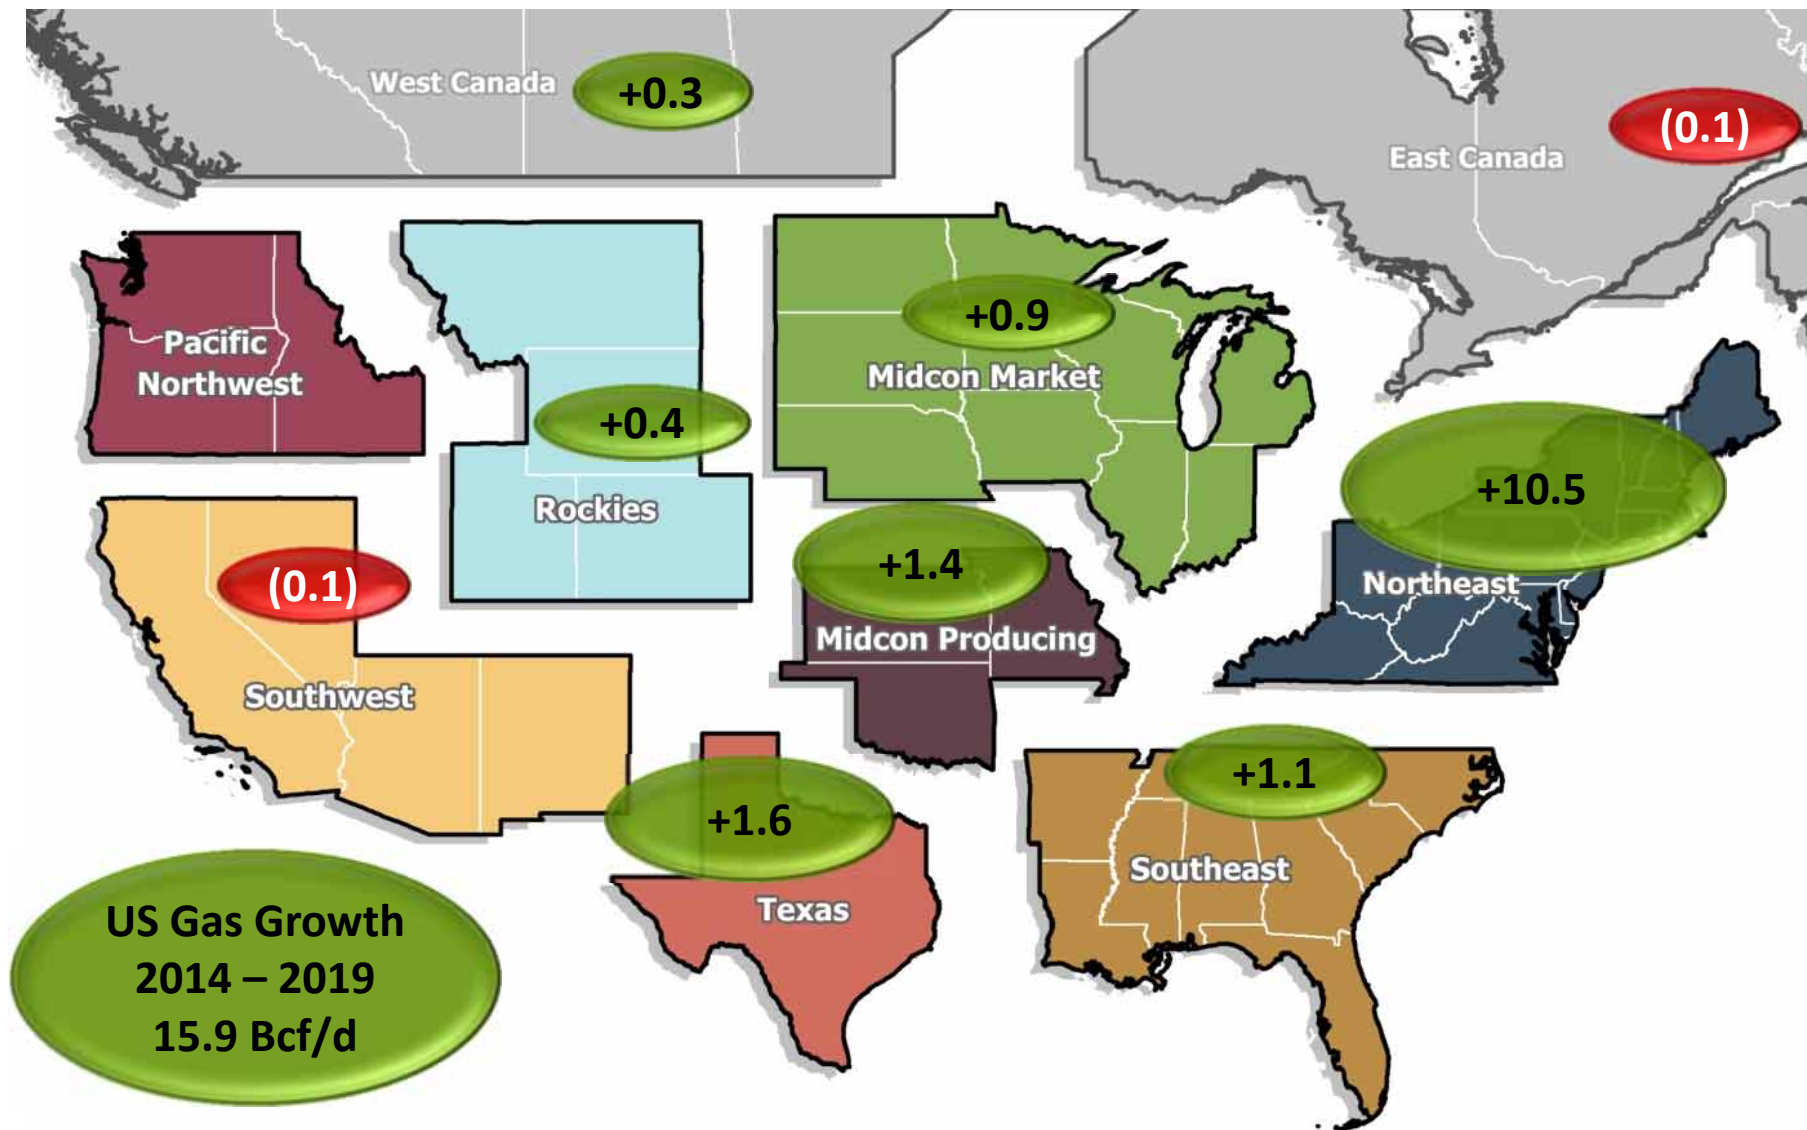 West Canada
+0.3
(0.1)
East Canada
+0.9
Pacific
Northwest
Midcon Market
+0.4
+10.5
Rockies
+1.4
(0.1)
Northeast
Midcon Producing
Southwest
+1.1
+1.6
Southeast
Texas
US Gas Growth
2014 – 2019
15.9 Bcf/d